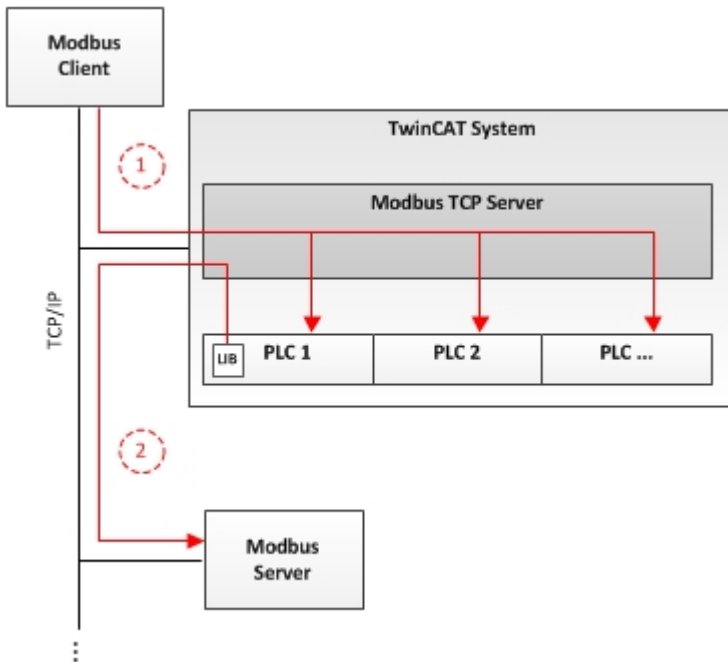 Modbus
Client
TwinCAT System
1
Modbus TCP Server
TCP/IP
LIB
PLC 1
PLC 2
PLC ...
2
Modbus
Server
...